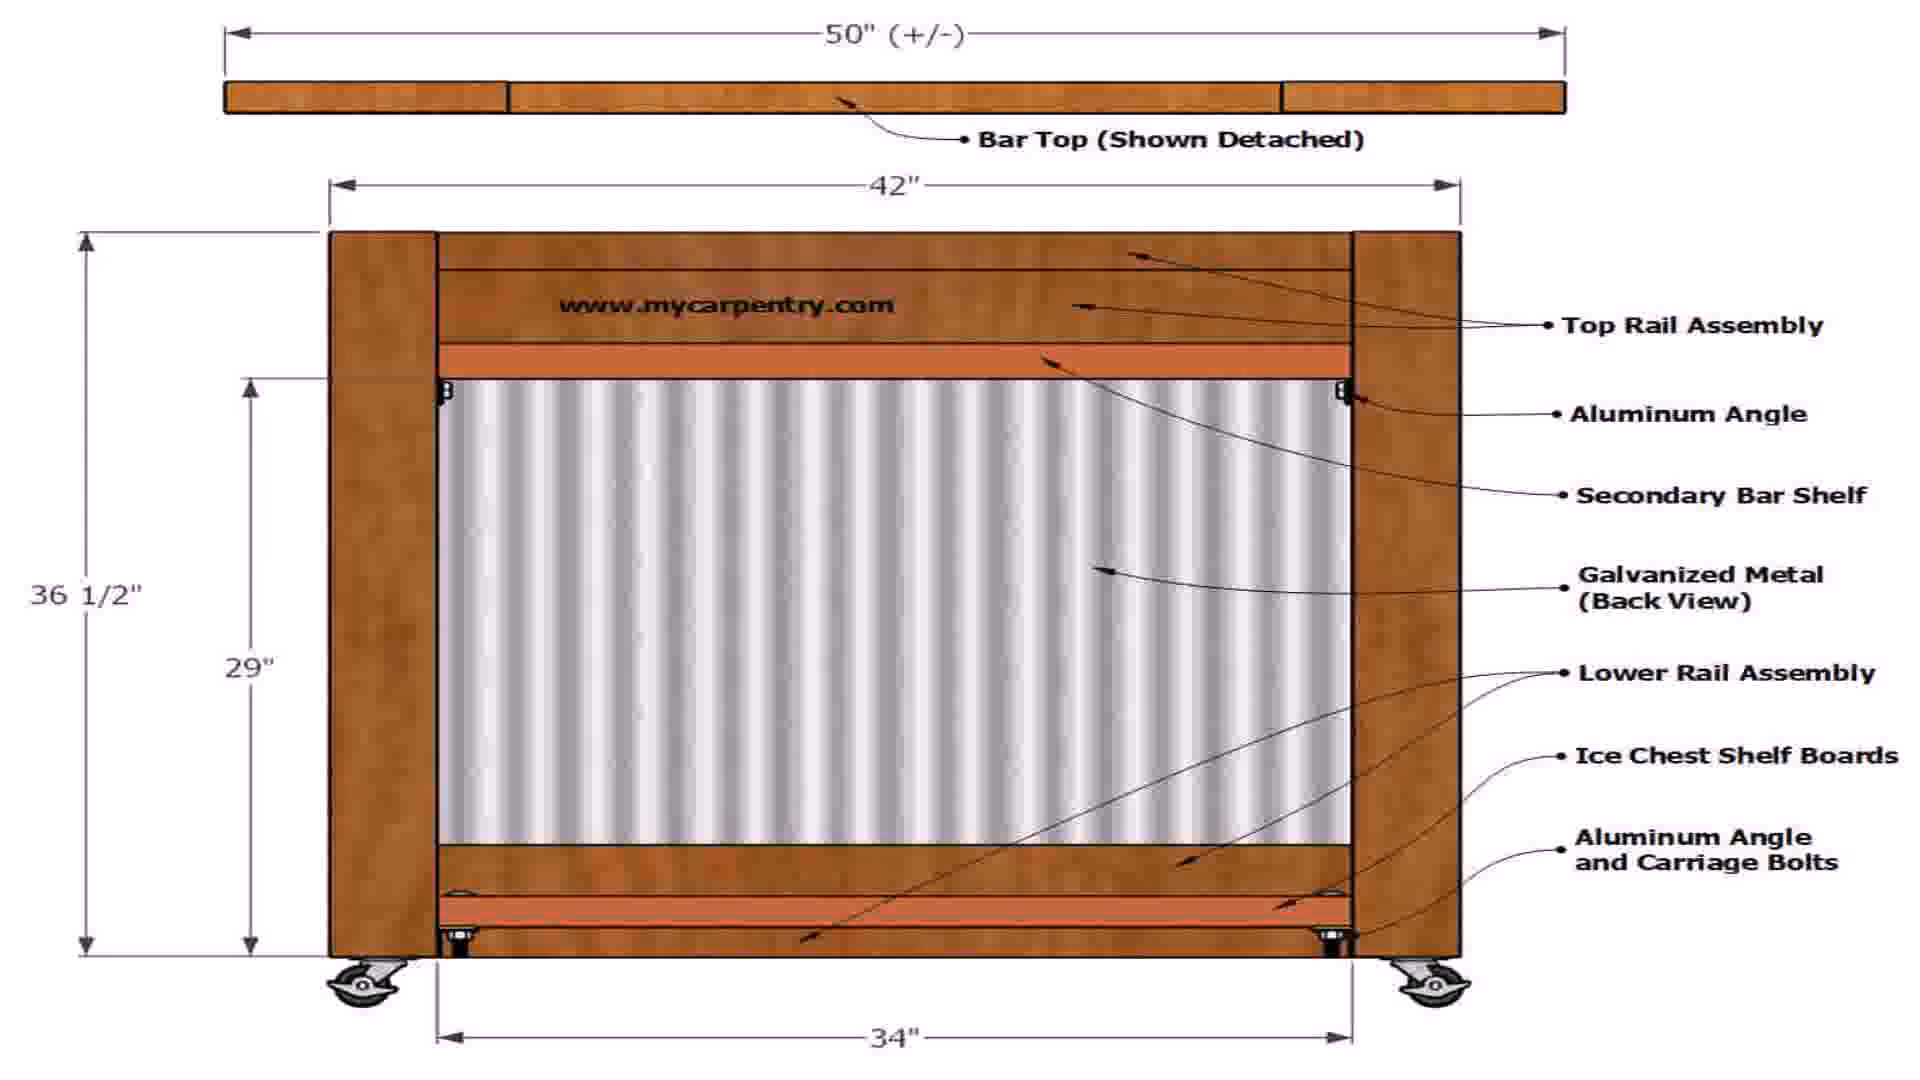 50" (+/-)
Bar Top (Shown Detached)
42"
www.mycarpentry.com
Top Rail Assembly
Aluminum Angle
Secondary Bar Shelf
Galvanized Metal
(Back View)
36 1/2"
29"
Lower Rail Assembly
Ice Chest Shelf Boards
Aluminum Angle
and Carriage Bolts
34"